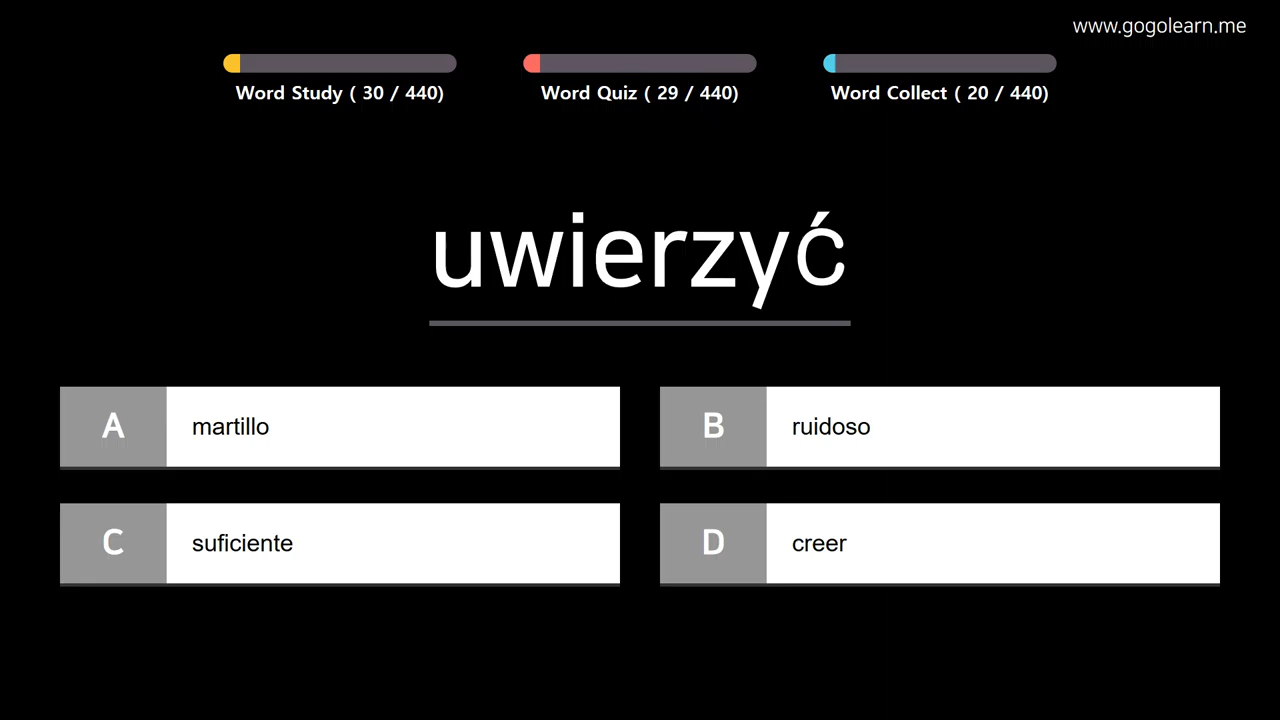 www.gogolearn.me
Word Study ( 30 / 440)
Word Quiz ( 29 / 440)
Word Collect ( 20 / 440)
uwierzyć
A martillo
B ruidoso
C suficiente
D creer